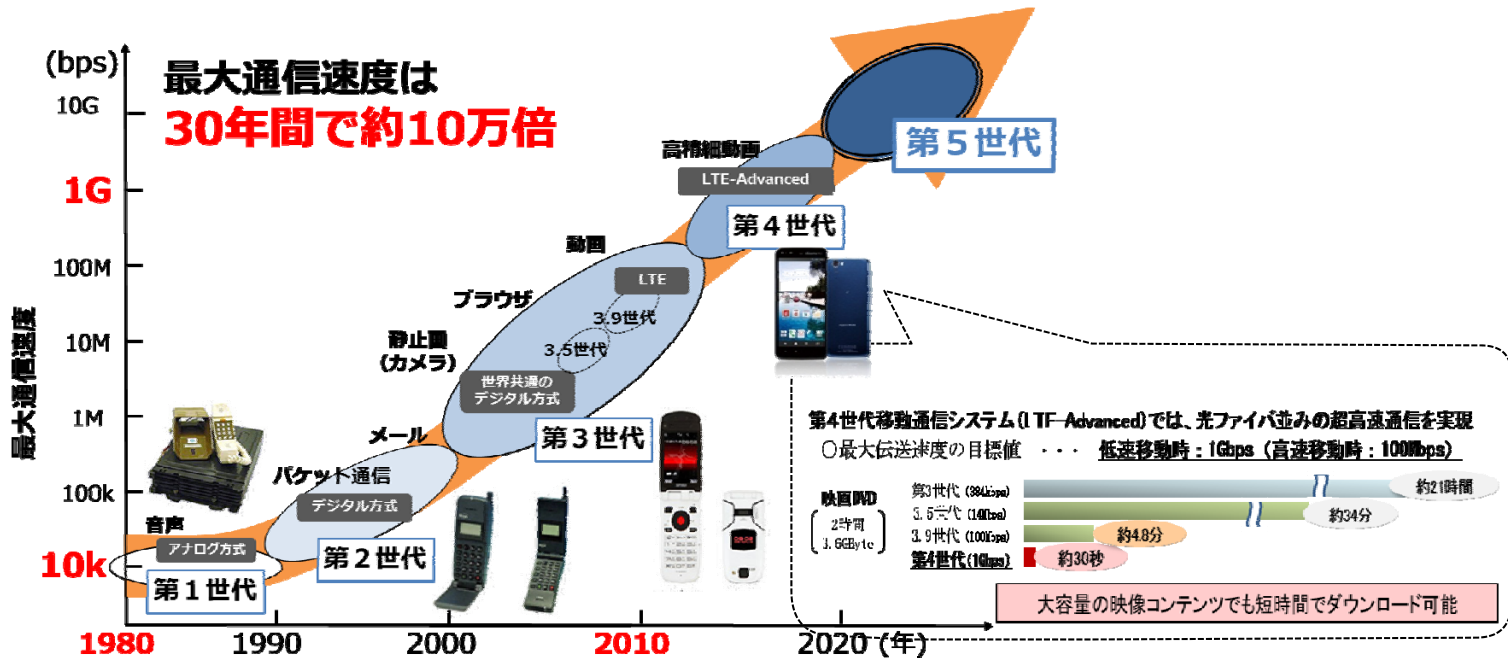 (bps)
最大通信速度は
30年間で約10万倍
10G
1G
100M
10M
1M
100k
10k
最大通信速度
1980
1990
2000
2010
2020
(年)
音声
アナログ方式
第１世代
パケット通信
デジタル方式
第２世代
メール
静止画
(カメラ)
ブラウザ
動画
世界共通の
デジタル方式
3.5世代
3.9世代
LTE
第３世代
高精細動画
LTE-Advanced
第４世代
第５世代
第4世代移動通信システム(LTE-Advanced)では、光ファイバ並みの超高速通信を実現
○最大伝送速度の目標値 ・・・ 低速移動時：1Gbps（高速移動時：100Mbps）
映画DVD
2時間
3.6GByte
第3世代 (384kbps)
約21時間
3.5世代 (14Mbps)
約34分
3.9世代 (100Mbps)
約4.8分
第4世代(1Gbps)
約30秒
大容量の映像コンテンツでも短時間でダウンロード可能